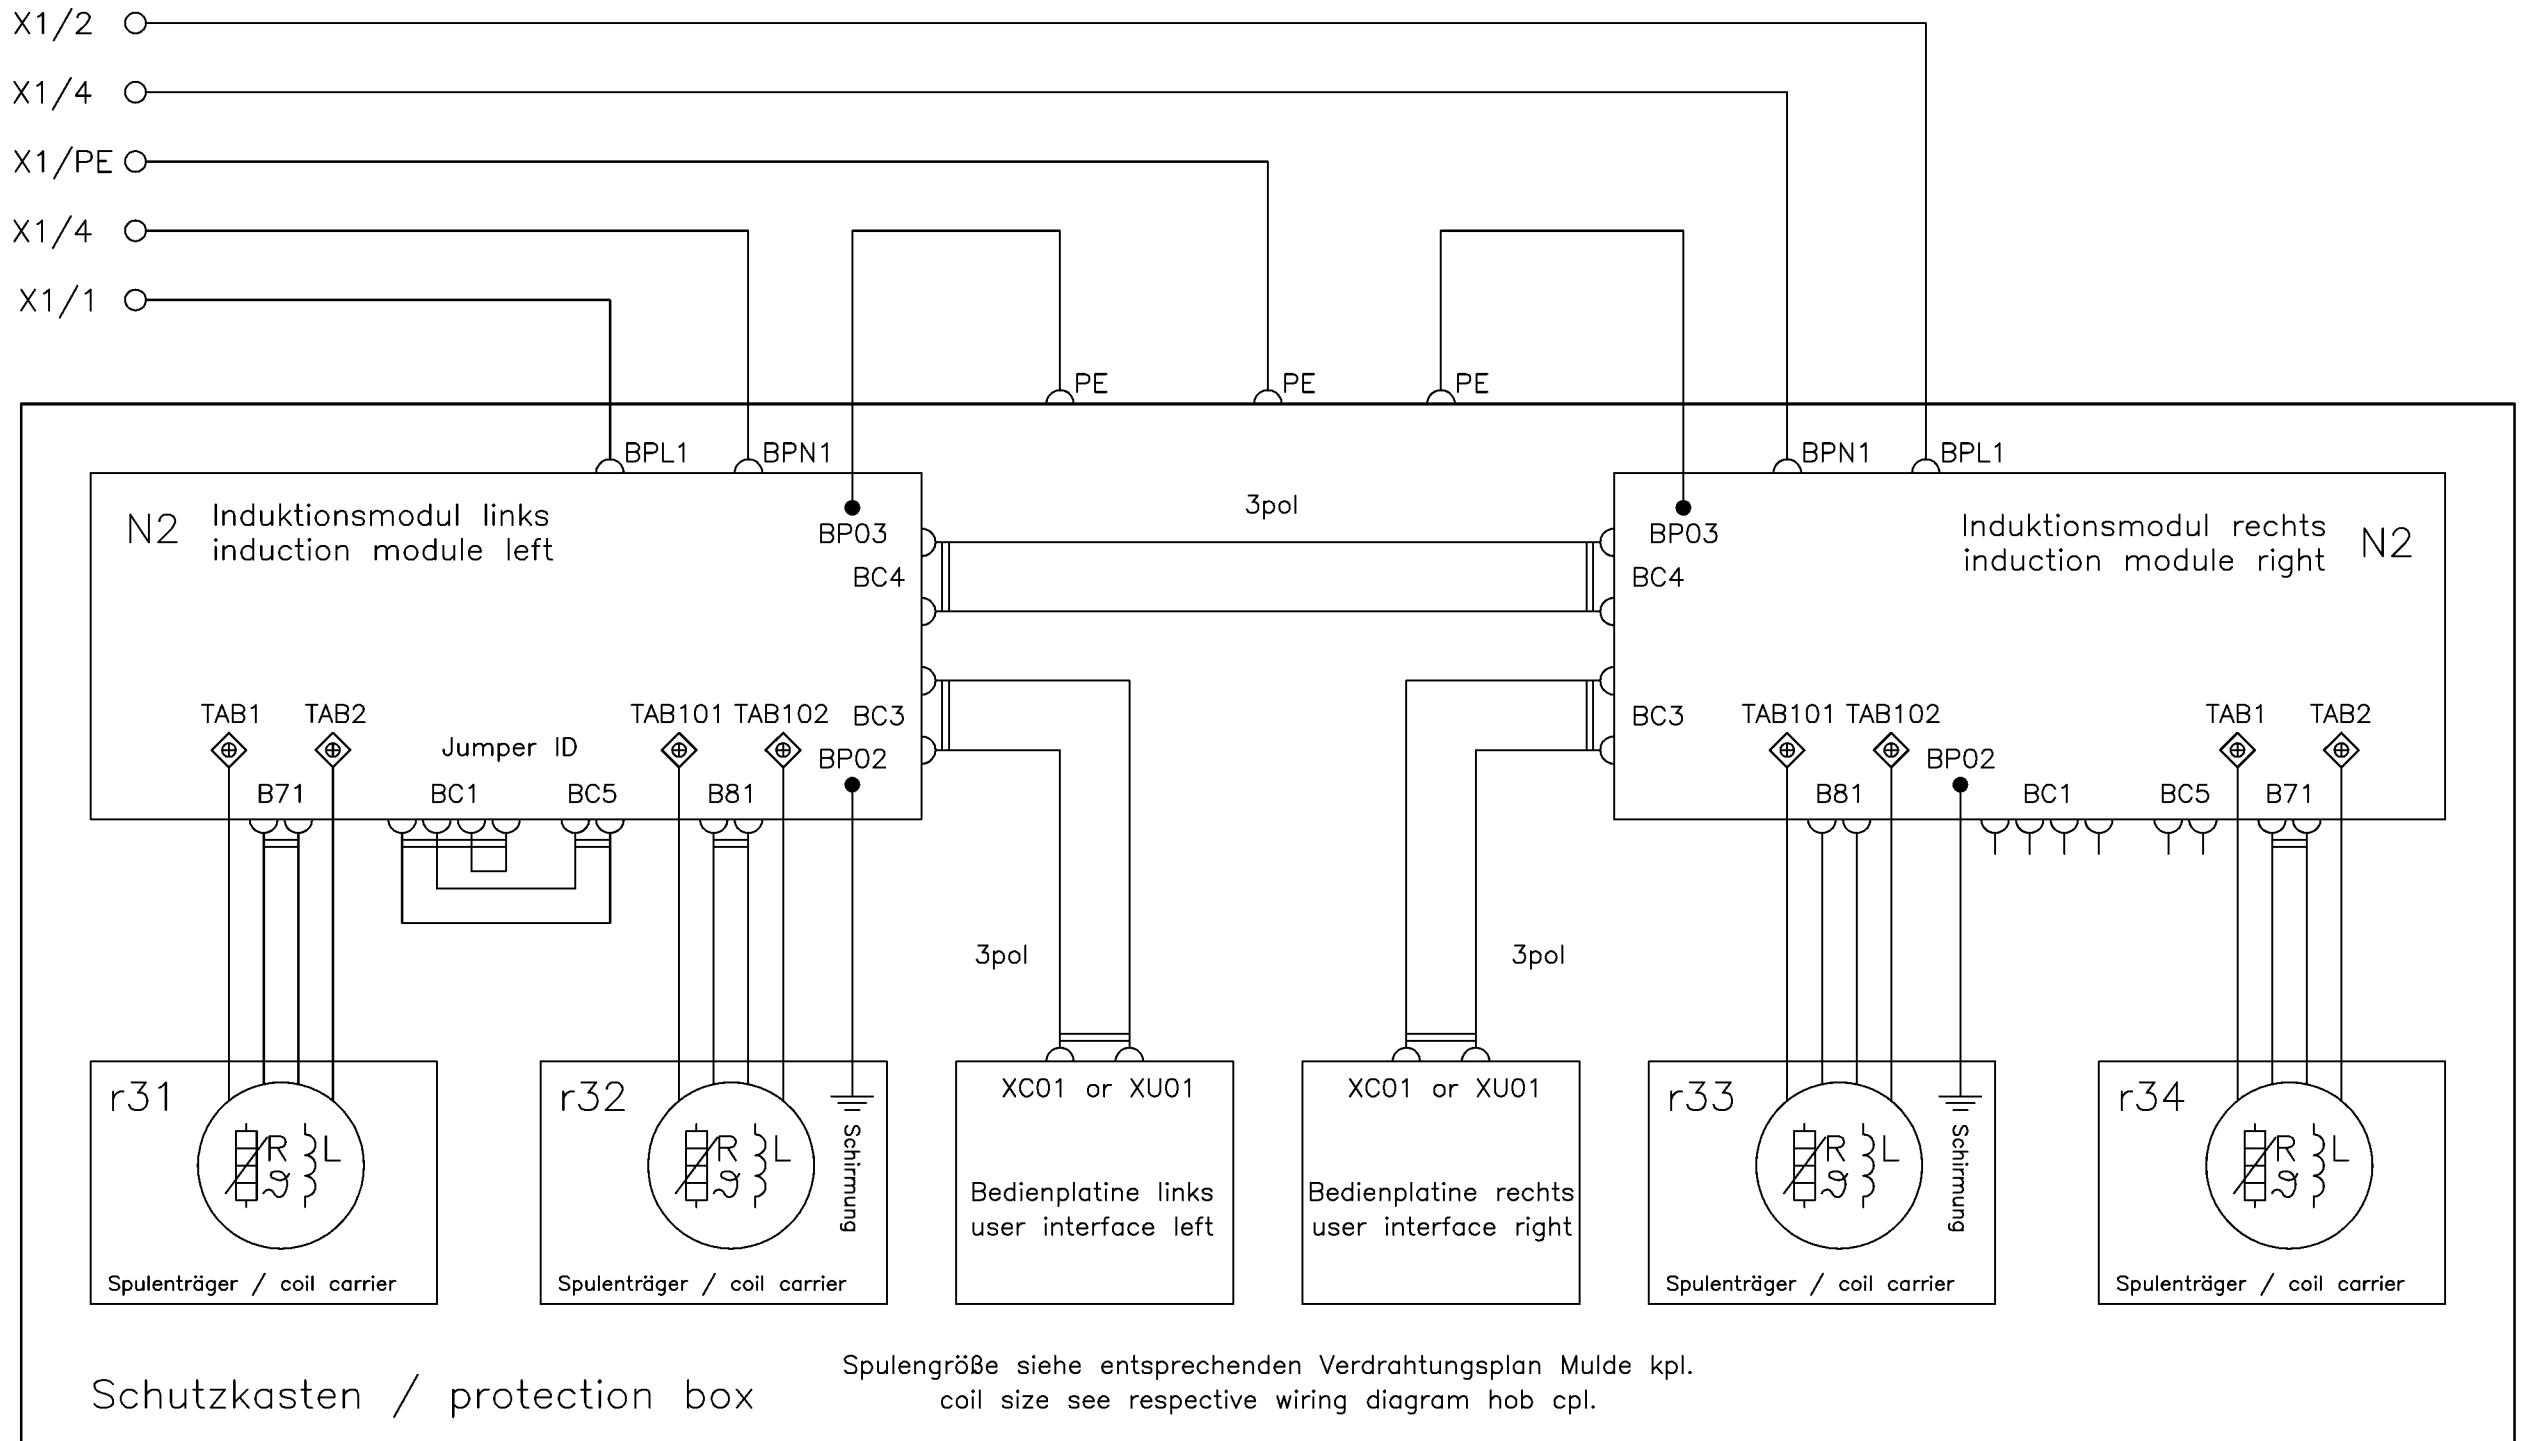 X1/2
X1/4
X1/PE
X1/4
X1/1
PE
PE
PE
BPL1
BPN1
BPN1
BPL1
N2
Induktionsmodul links
induction module left
BP03
BC4
3pol
BP03
BC4
Induktionsmodul rechts
induction module right
N2
TAB1
TAB2
Jumper ID
TAB101
TAB102
BC3
BP02
B71
BC1
BC5
B81
BC3
TAB101
TAB102
BP02
TAB1
TAB2
B81
BC1
BC5
B71
3pol
3pol
r31
R
L
ϑ
Spulenträger / coil carrier
r32
R
L
ϑ
Schirmung
Spulenträger / coil carrier
XC01 or XU01
Bedienplatine links
user interface left
XC01 or XU01
Bedienplatine rechts
user interface right
r33
R
L
ϑ
Schirmung
Spulenträger / coil carrier
r34
R
L
ϑ
Spulenträger / coil carrier
Schutzkasten / protection box
Spulengröße siehe entsprechenden Verdrahtungsplan Mulde kpl.
coil size see respective wiring diagram hob cpl.